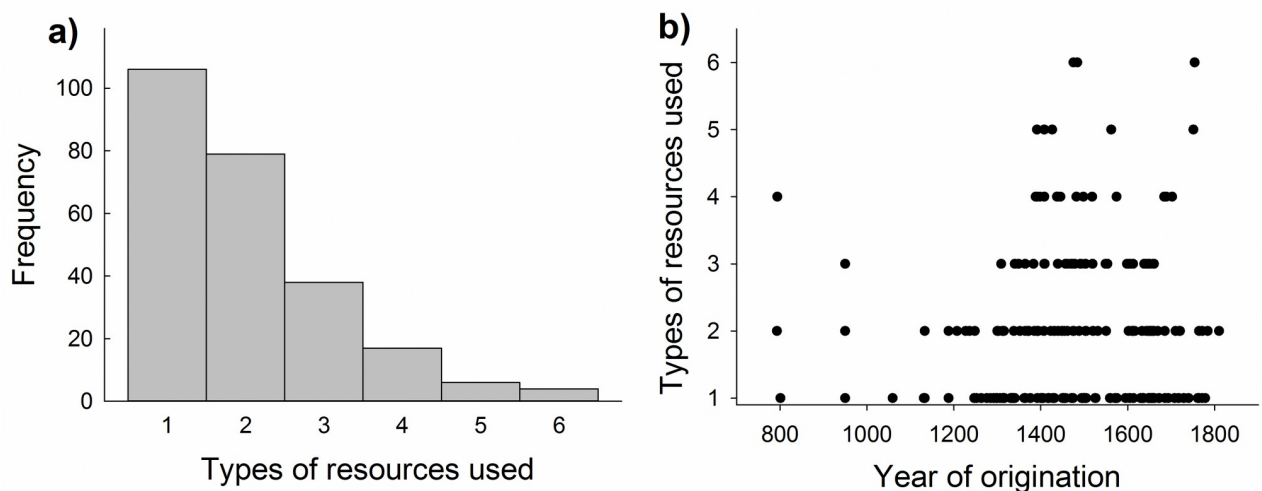 a)
Frequency
100
80
60
40
20
0
1 2 3 4 5 6
Types of resources used
b)
Types of resources used
6
5
4
3
2
1
800 1000 1200 1400 1600 1800
Year of origination